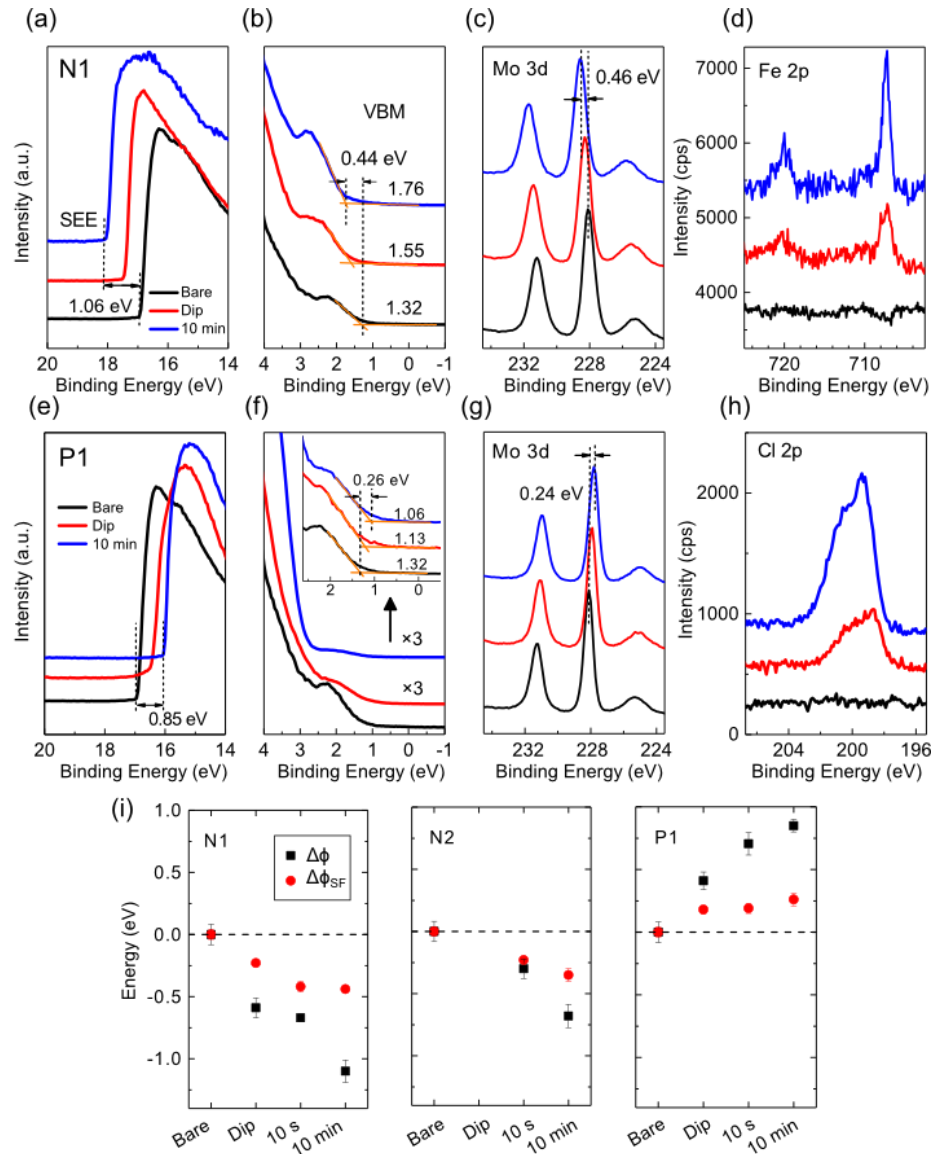 (a)
(b)
(c)
(d)
N1
SEE
1.06 eV
Bare
Dip
10 min
Intensity (a.u.)
20 18 16 14
Binding Energy (eV)
VBM
0.44 eV
1.76
1.55
1.32
4 3 2 1 0 -1
Binding Energy (eV)
Mo 3d
0.46 eV
231 228 224
Binding Energy (eV)
Fe 2p
Intensity (cps)
7000
6000
5000
4000
720 710
Binding Energy (eV)
(e)
(f)
(g)
(h)
P1
Bare
Dip
10 min
0.85 eV
Intensity (a.u.)
20 18 16 14
Binding Energy (eV)
0.26 eV
1.06
1.13
1.32
2 1 0
×3
×3
4 3 2 1 0 -1
Binding Energy (eV)
Mo 3d
0.24 eV
231 228 224
Binding Energy (eV)
Cl 2p
Intensity (cps)
2000
1000
0
204 200 196
Binding Energy (eV)
(i)
Energy (eV)
1.0
0.5
0.0
-0.5
-1.0
N1
Δϕ
ΔϕSF
Bare Dip 10 s 10 min
N2
Bare Dip 10 s 10 min
P1
Bare Dip 10 s 10 min